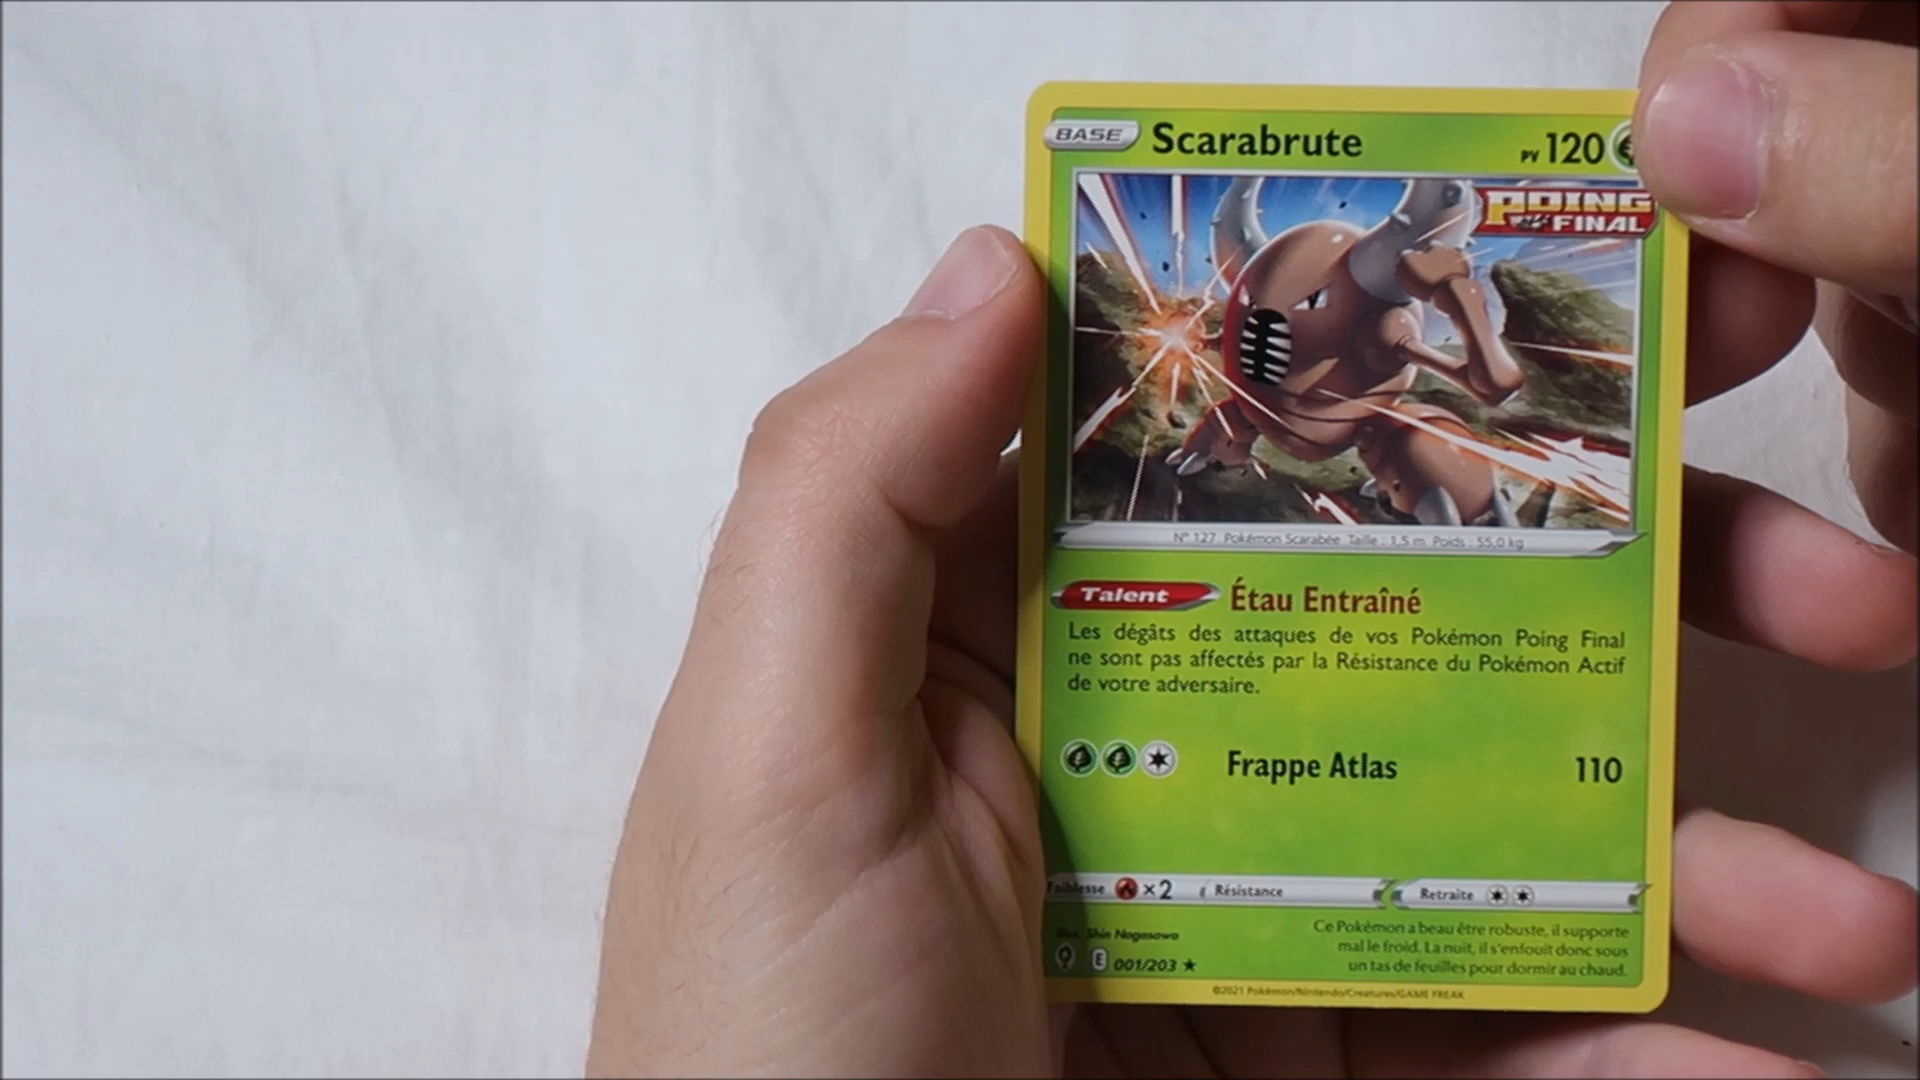 BASE Scarabrute PV 120
POING
FINAL
N° 127 Pokémon Scarabée Taille : 1,5 m Poids : 55,0 kg
Talent Étau Entraîné
Les dégâts des attaques de vos Pokémon Poing Final
ne sont pas affectés par la Résistance du Pokémon Actif
de votre adversaire.
Frappe Atlas 110
Faiblesse ×2 Résistance Retraite
Illus. Shin Nagasawa
Ce Pokémon a beau être robuste, il supporte
mal le froid. La nuit, il s'enfouit donc sous
un tas de feuilles pour dormir au chaud.
E 001/203 ★
©2021 Pokémon/Nintendo/Creatures/GAME FREAK